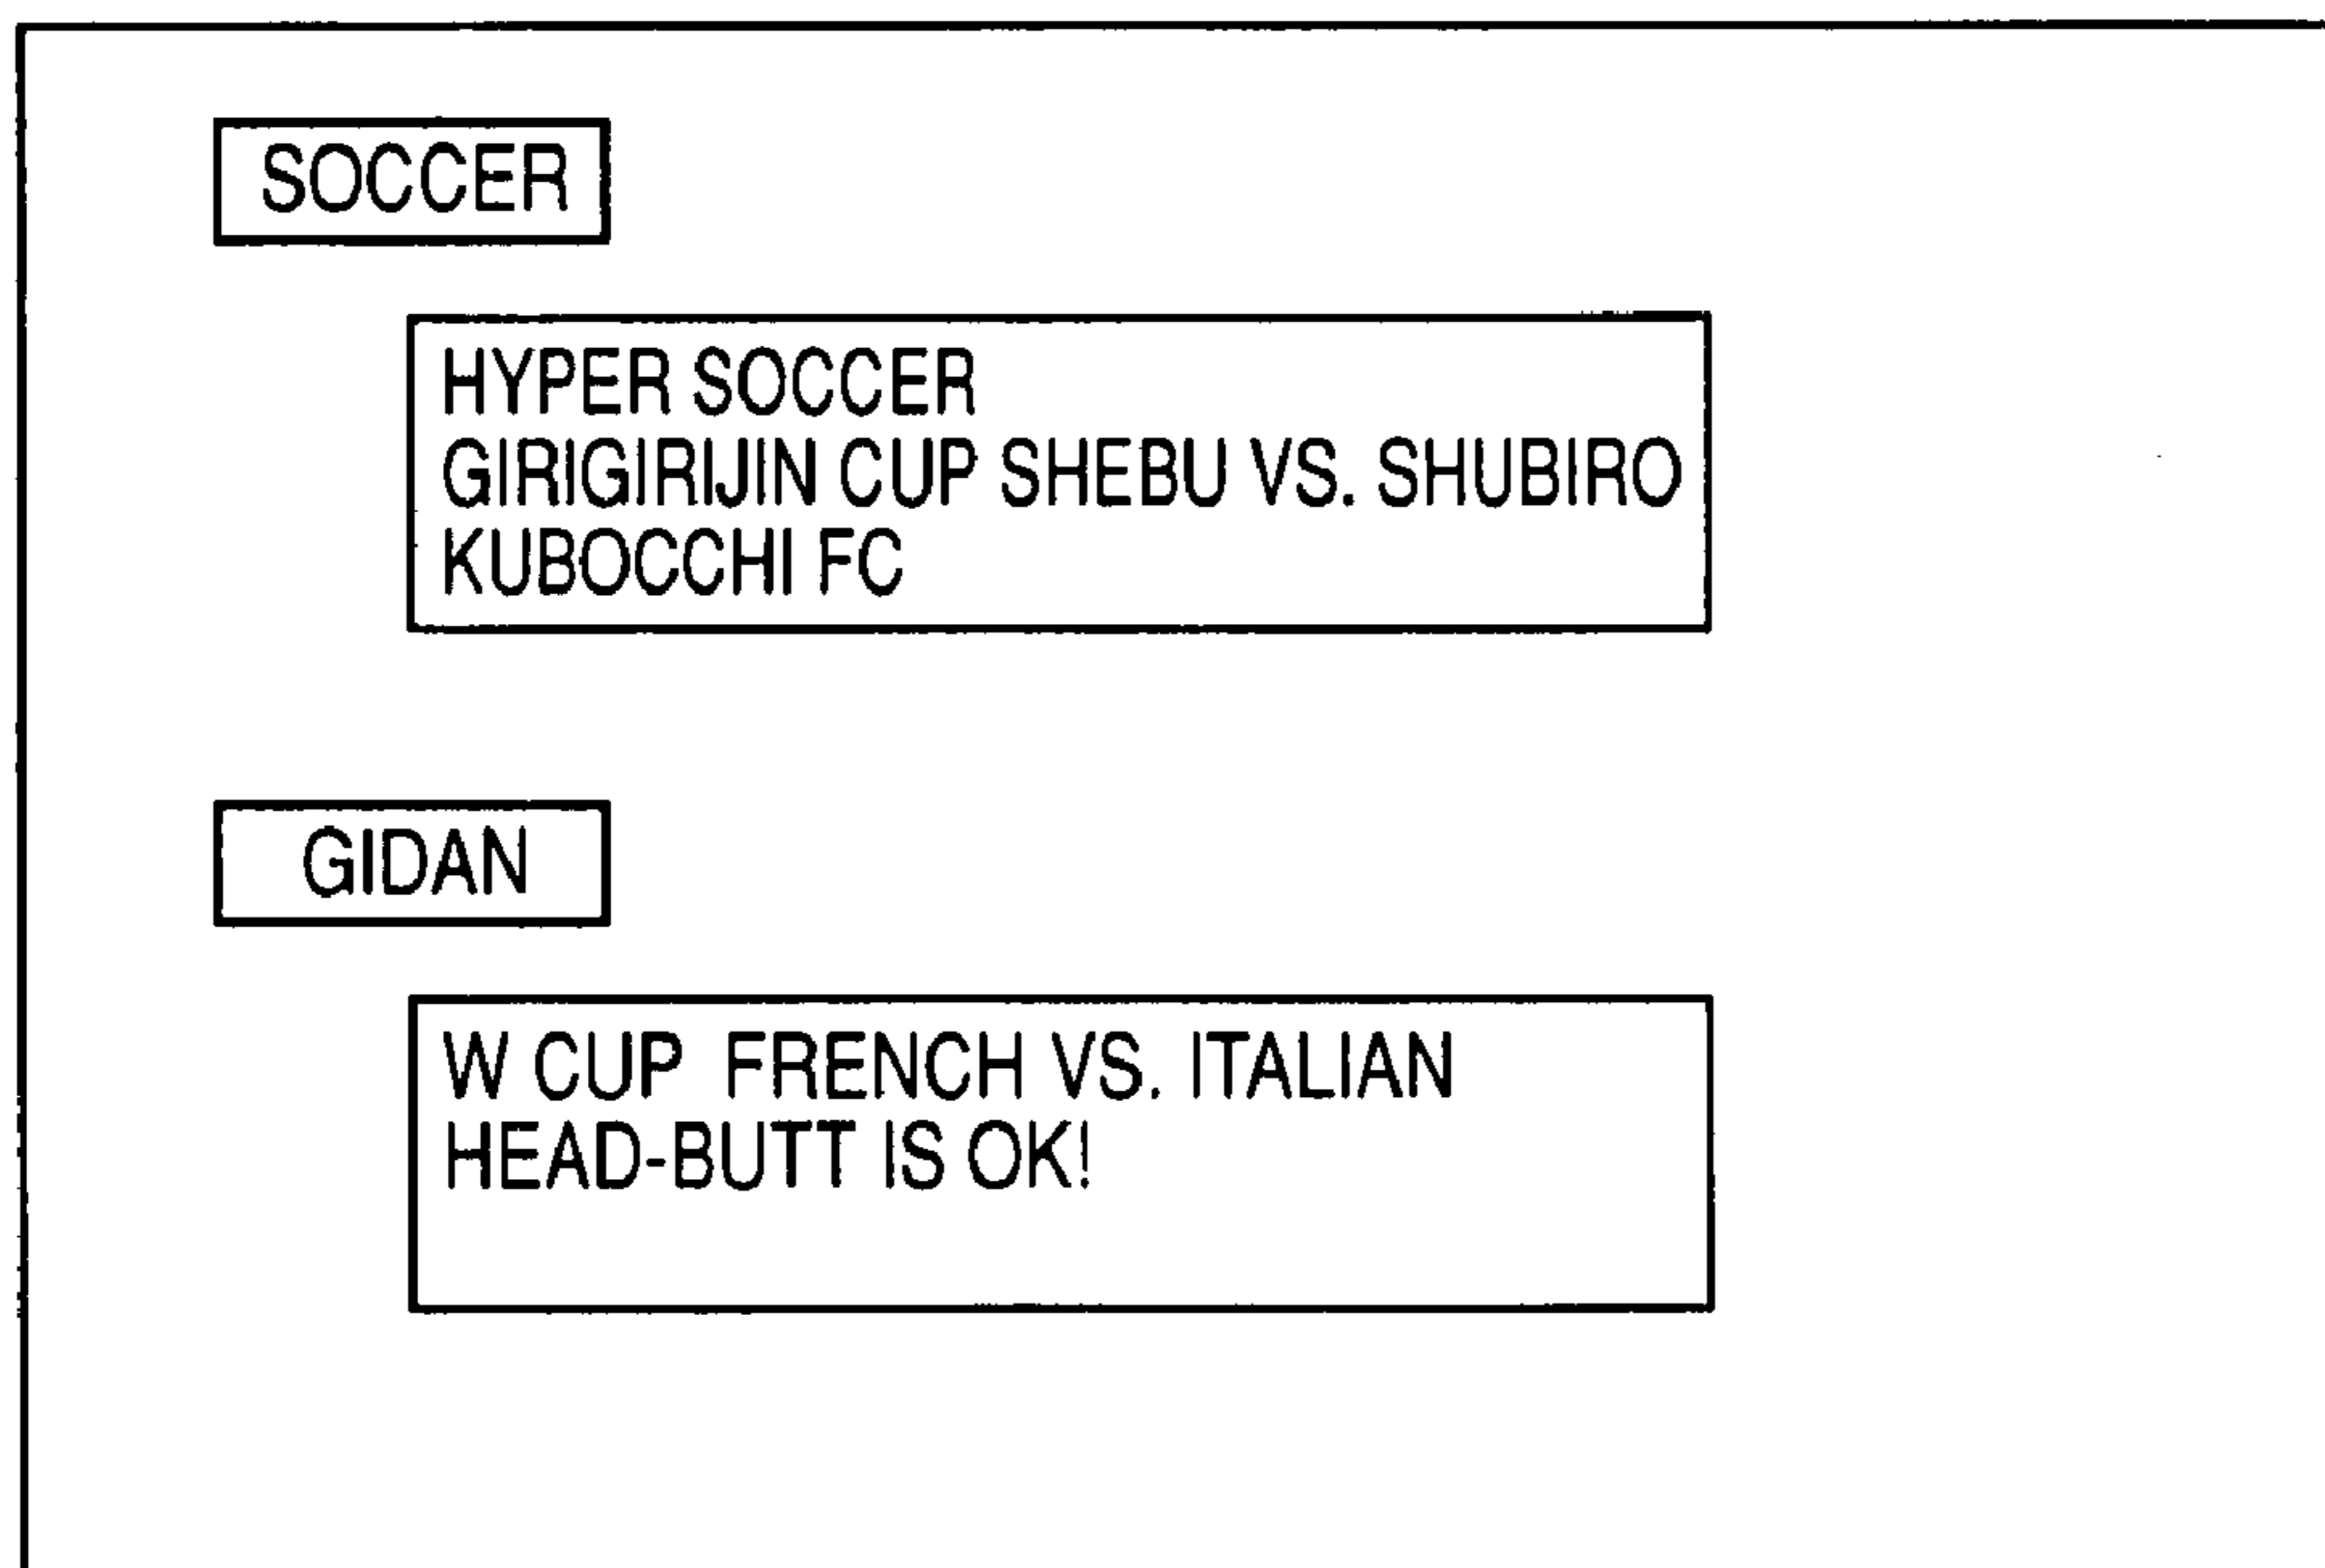 SOCCER
HYPER SOCCER
GIRIGIRIJIN CUP SHEBU VS. SHUBIRO
KUBOCCHI FC
GIDAN
W CUP FRENCH VS. ITALIAN
HEAD-BUTT IS OK!